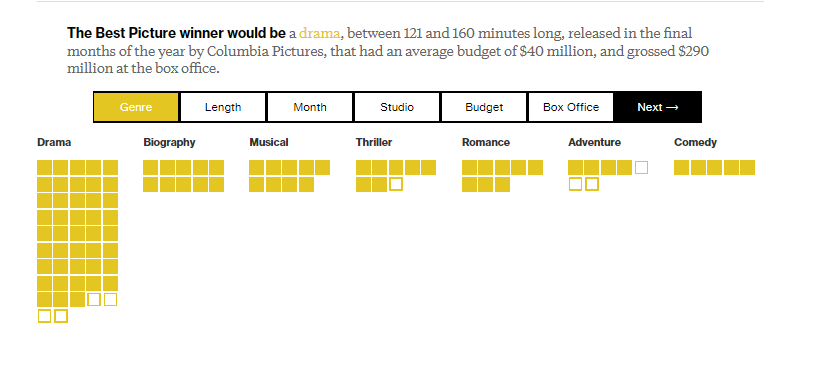 The Best Picture winner would be a drama, between 121 and 160 minutes long, released in the final
months of the year by Columbia Pictures, that had an average budget of $40 million, and grossed $290
million at the box office.
Genre Length Month Studio Budget Box Office Next →
Drama Biography Musical Thriller Romance Adventure Comedy